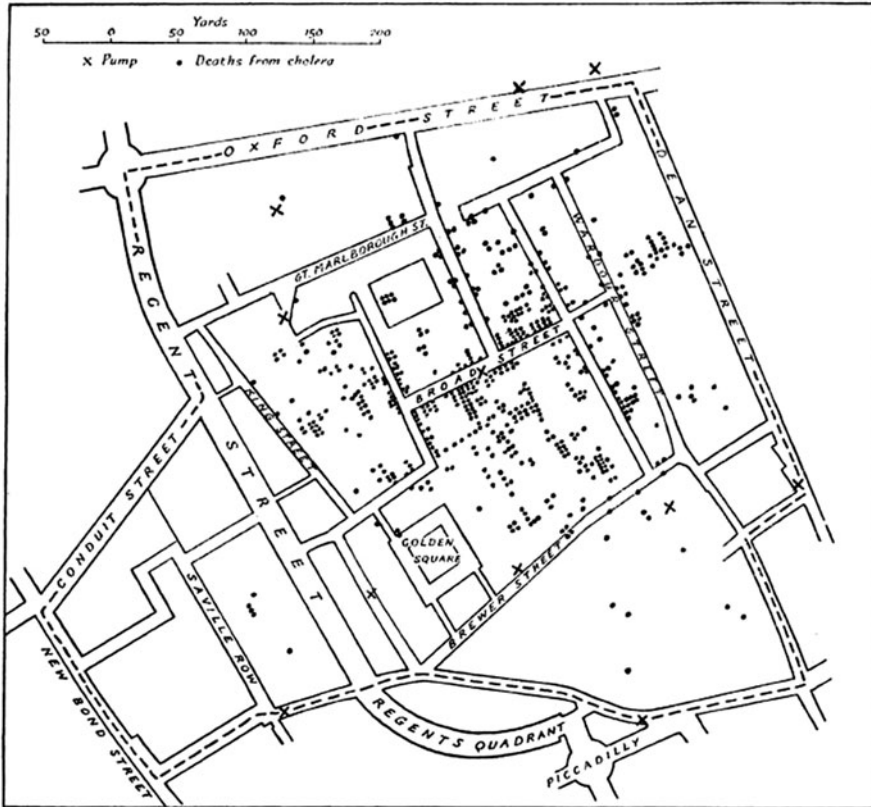 Yards
50 0 50 100 150 200
x Pump • Deaths from cholera
OXFORD STREET
REGENT STREET
DEAN STREET
WARDOUR STREET
GT. MARLBOROUGH ST.
BROAD STREET
KING STREET
CONDUIT STREET
GOLDEN
SQUARE
SAVILLE ROW
BREWER STREET
NEW BOND STREET
REGENTS QUADRANT
PICCADILLY